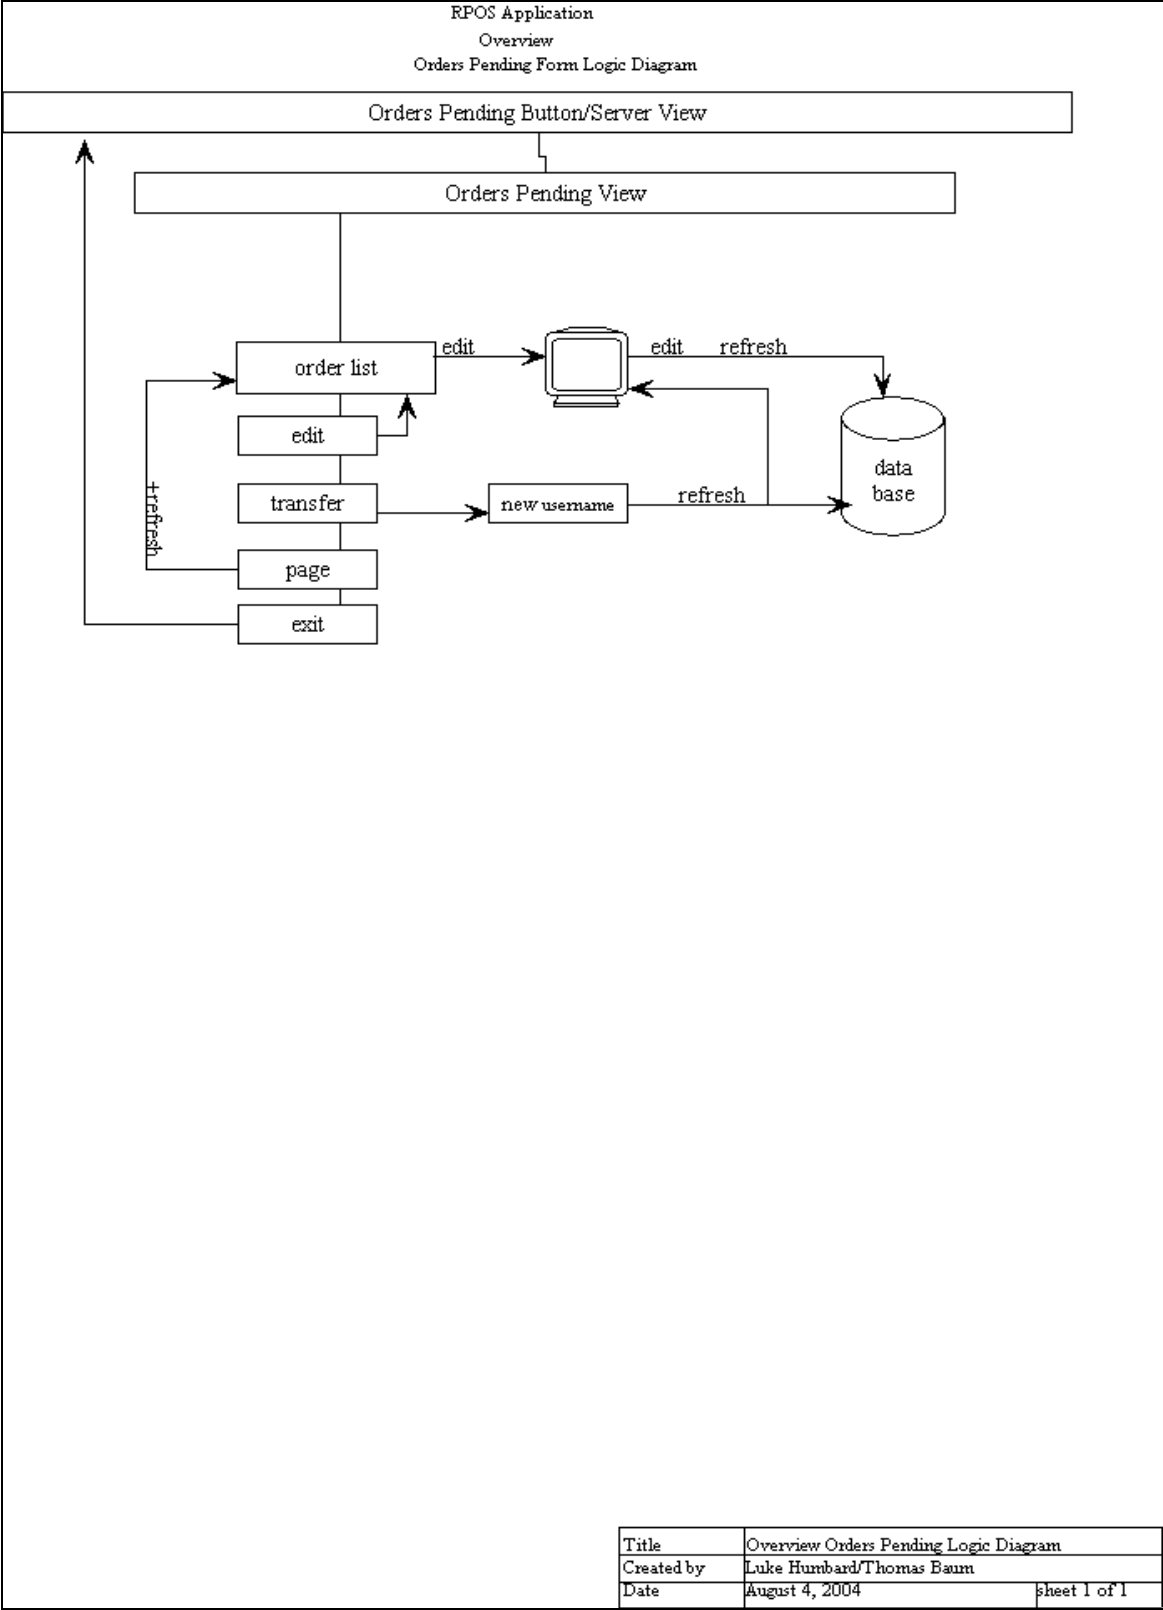 RPOS Application
Overview
Orders Pending Form Logic Diagram
Orders Pending Button/Server View
Orders Pending View
order list
edit
edit
refresh
edit
data
base
transfer
new username
refresh
+refresh
page
exit
Title
Overview Orders Pending Logic Diagram
Created by
Luke Humbard/Thomas Baum
Date
August 4, 2004
sheet 1 of 1